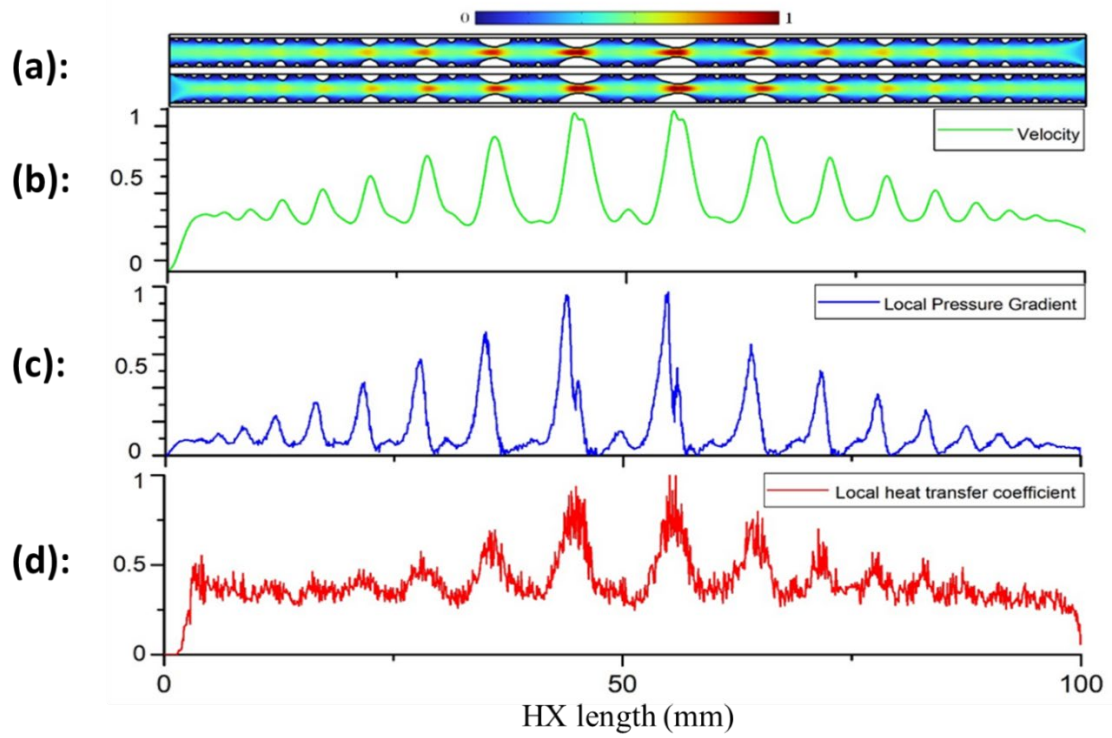 0 1
(a):
(b):
1
0.5
0
Velocity
(c):
1
0.5
0
Local Pressure Gradient
(d):
1
0.5
0
Local heat transfer coefficient
0 50 100
HX length (mm)